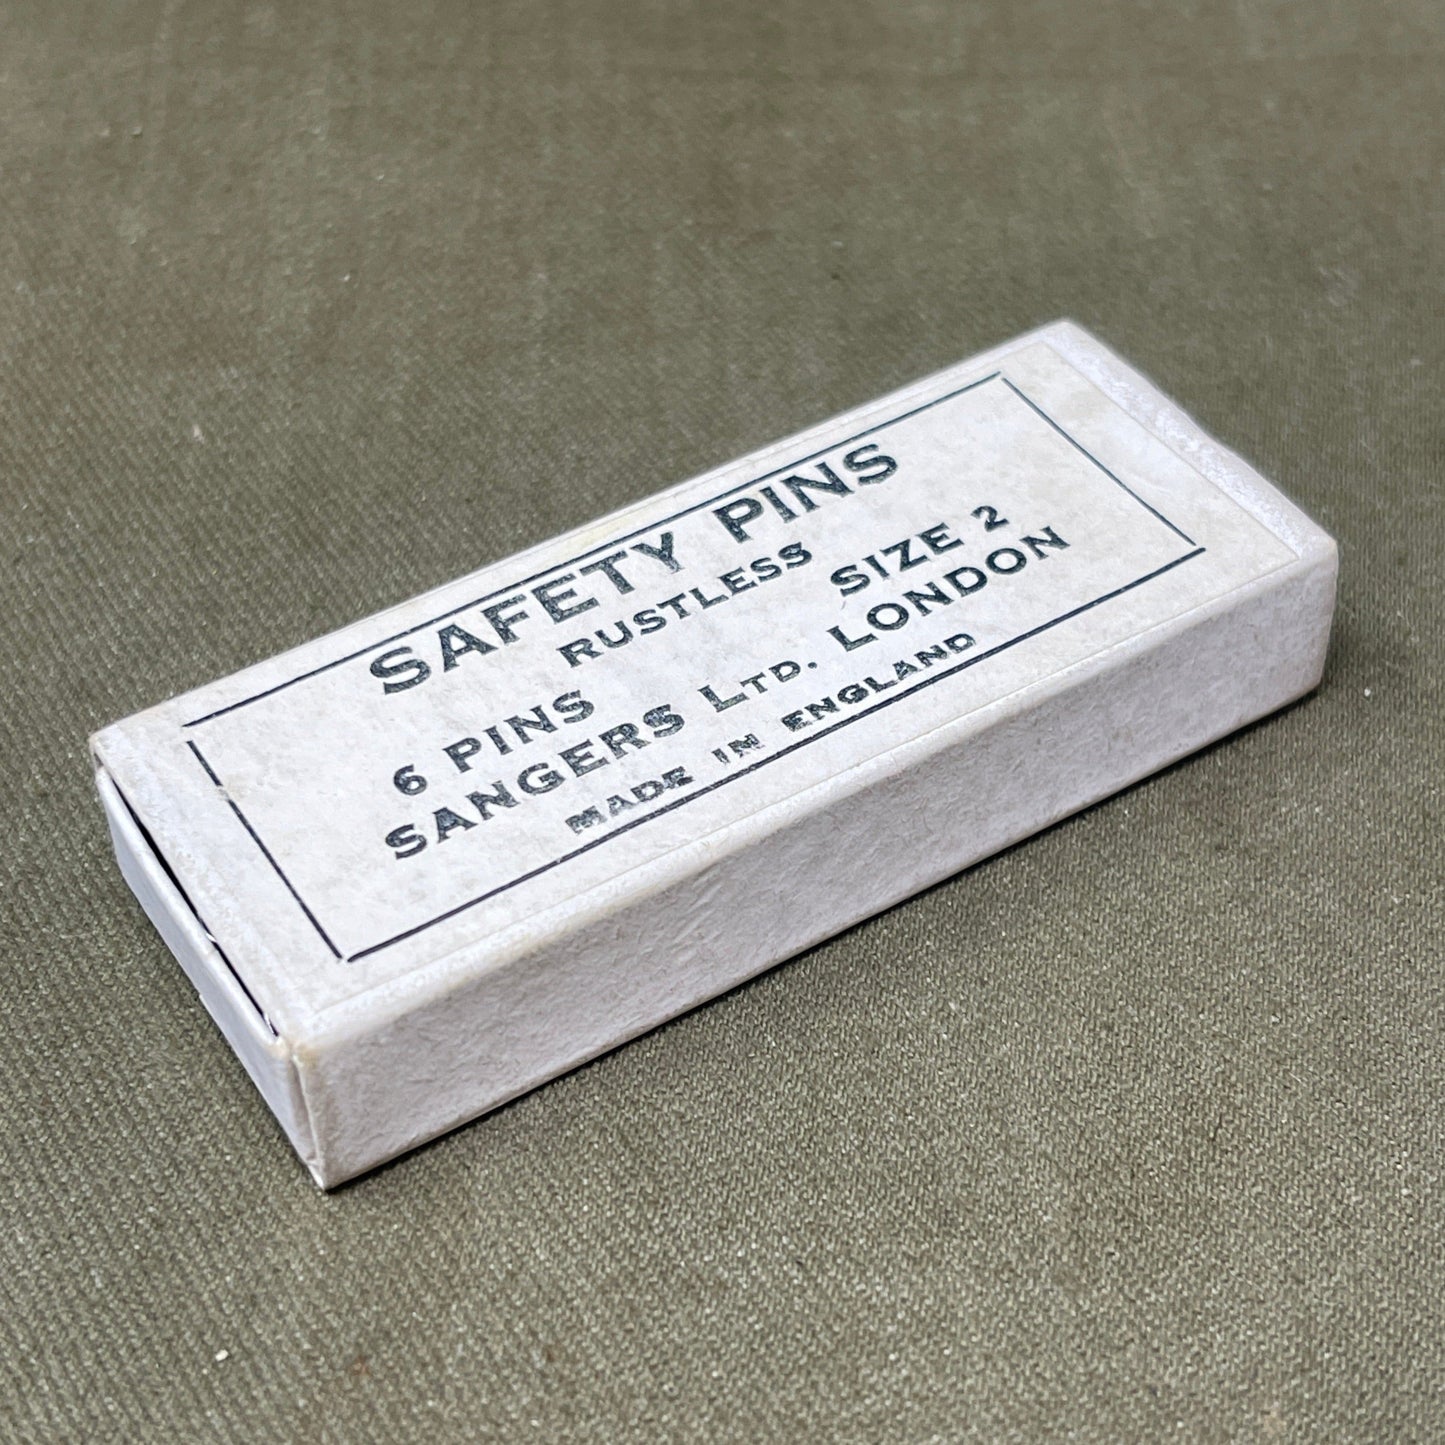 SAFETY PINS
RUSTLESS
6 PINS SIZE 2
SANGERS LTD. LONDON
MADE IN ENGLAND